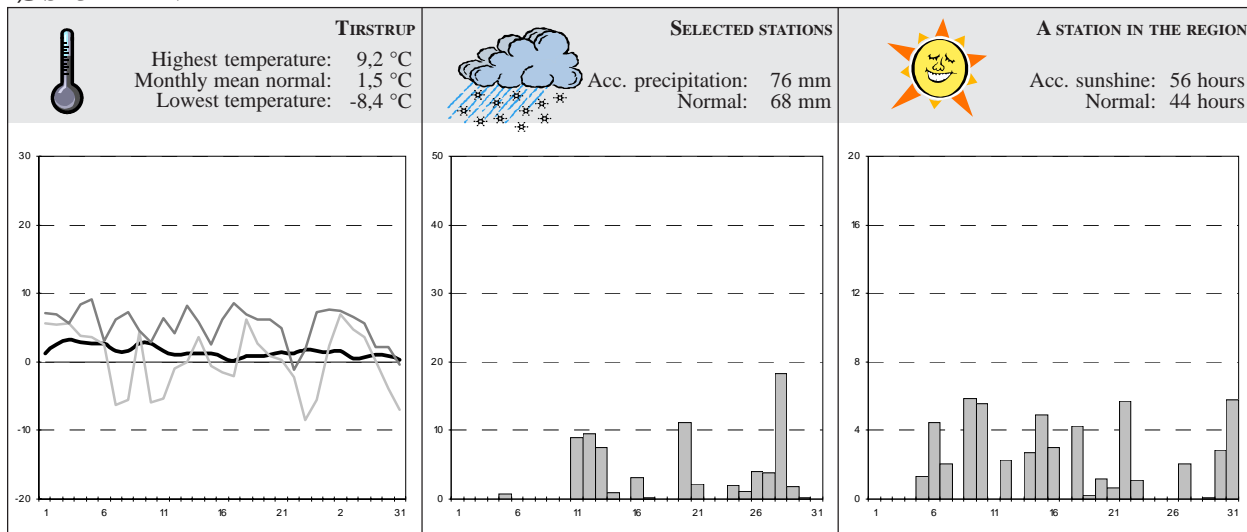 TIRSTRUP
Highest temperature: 9,2 °C
Monthly mean normal: 1,5 °C
Lowest temperature: -8,4 °C
SELECTED STATIONS
Acc. precipitation: 76 mm
Normal: 68 mm
A STATION IN THE REGION
Acc. sunshine: 56 hours
Normal: 44 hours
30
20
10
0
-10
-20
1 6 11 16 21 2 31
50
40
30
20
10
0
1 6 11 16 21 26 31
20
16
12
8
4
0
1 6 11 16 21 26 31